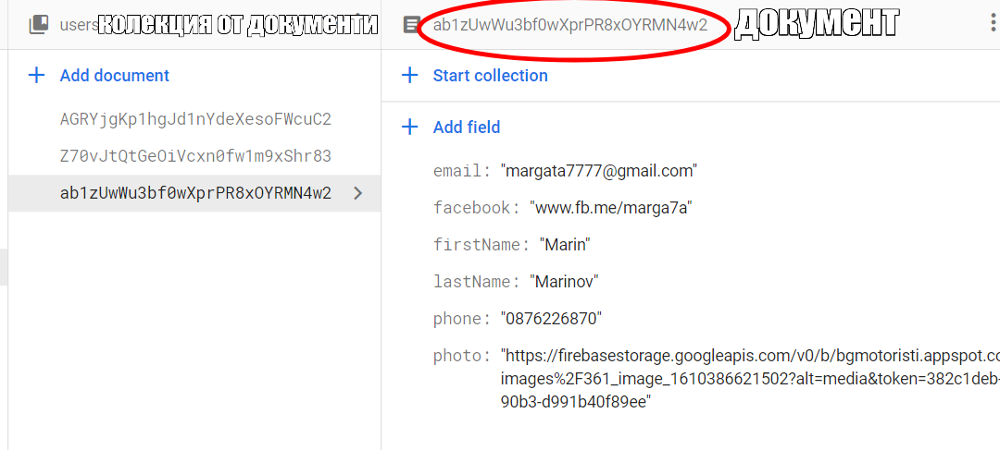 users колекция от документи
ab1zUwWu3bf0wXprPR8xOYRMN4w2 документ
Add document
Start collection
AGRYjgKp1hgJd1nYdeXesoFWcuC2
Z70vJtQtGeOiVcxn0fw1m9xShr83
ab1zUwWu3bf0wXprPR8xOYRMN4w2
Add field
email: "margata7777@gmail.com"
facebook: "www.fb.me/marga7a"
firstName: "Marin"
lastName: "Marinov"
phone: "0876226870"
photo: "https://firebasestorage.googleapis.com/v0/b/bgmotoristi.appspot.co
images%2F361_image_1610386621502?alt=media&token=382c1deb-
90b3-d991b40f89ee"